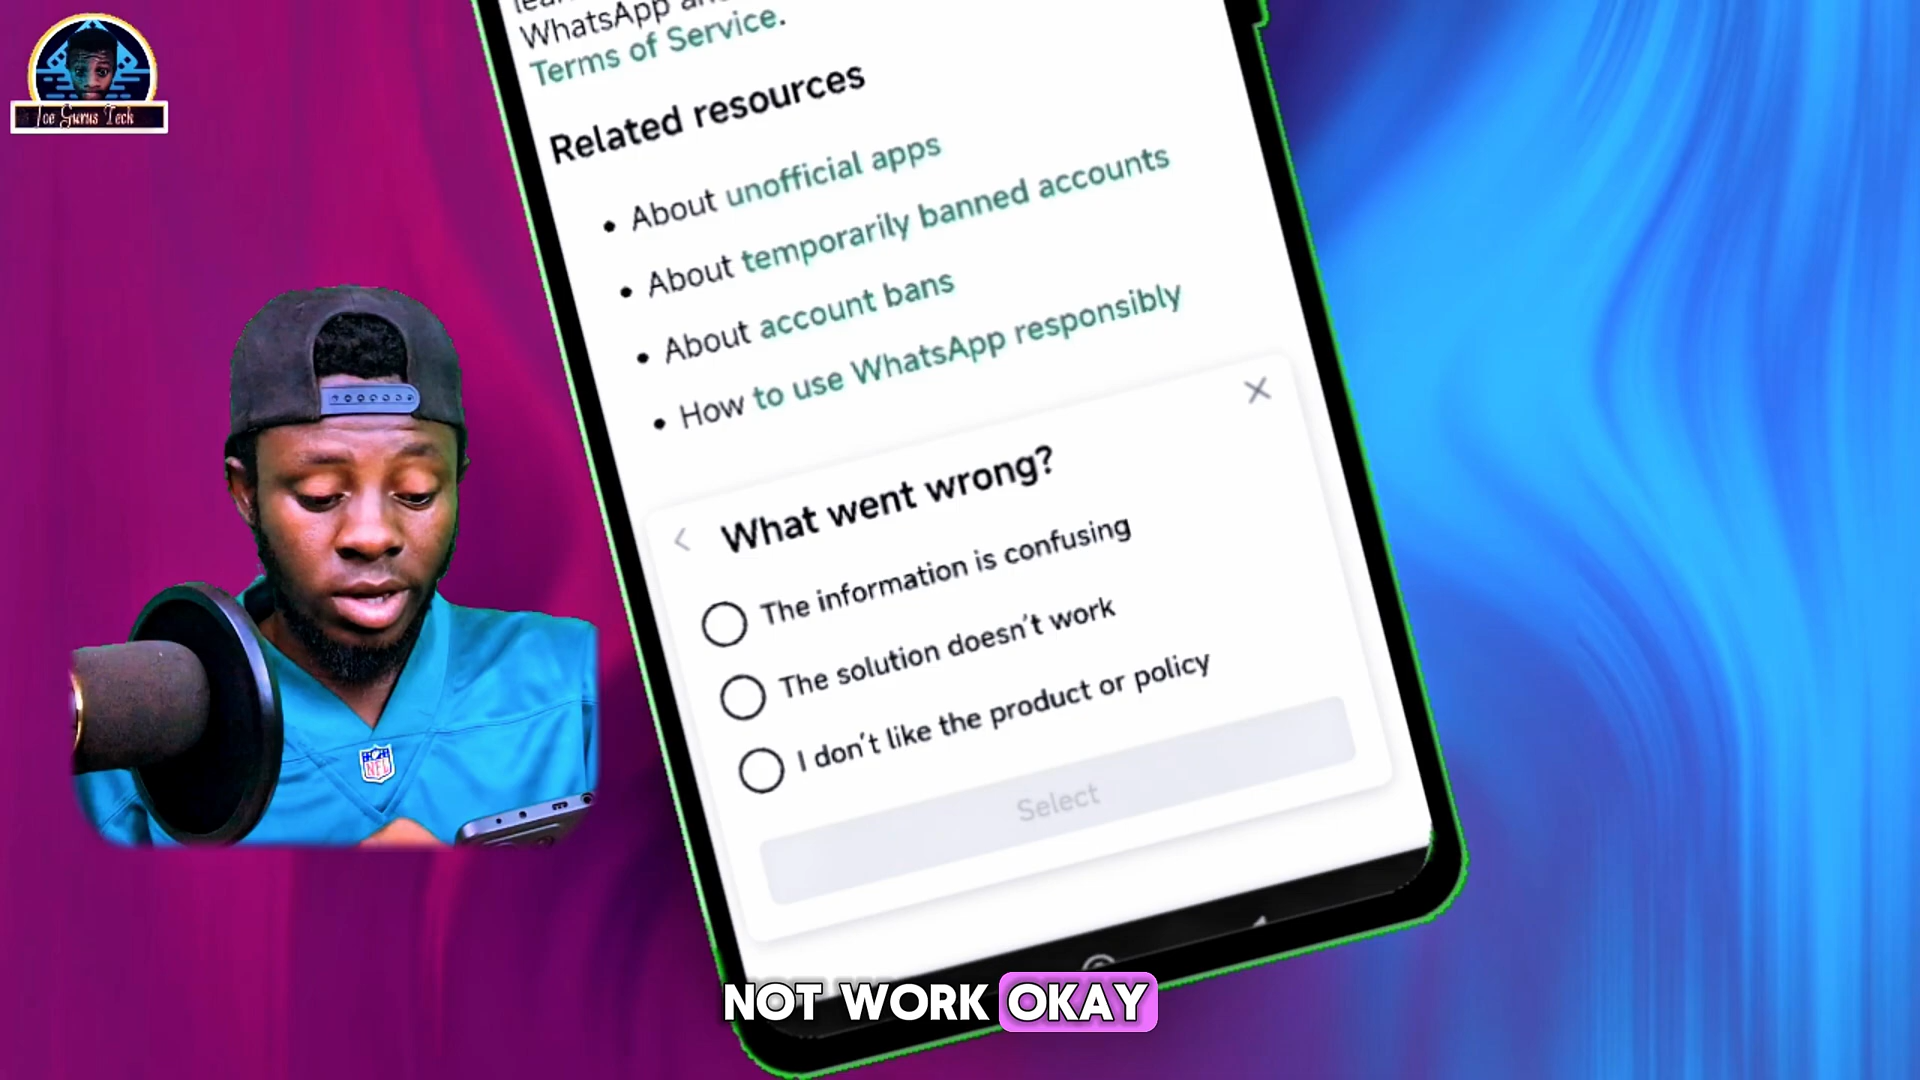 WhatsApp
Terms of Service.
Related resources
• About unofficial apps
• About temporarily banned accounts
• About account bans
• How to use WhatsApp responsibly
What went wrong?
The information is confusing
The solution doesn't work
I don't like the product or policy
Select
Gurus Tech
NFL
NOT WORK OKAY